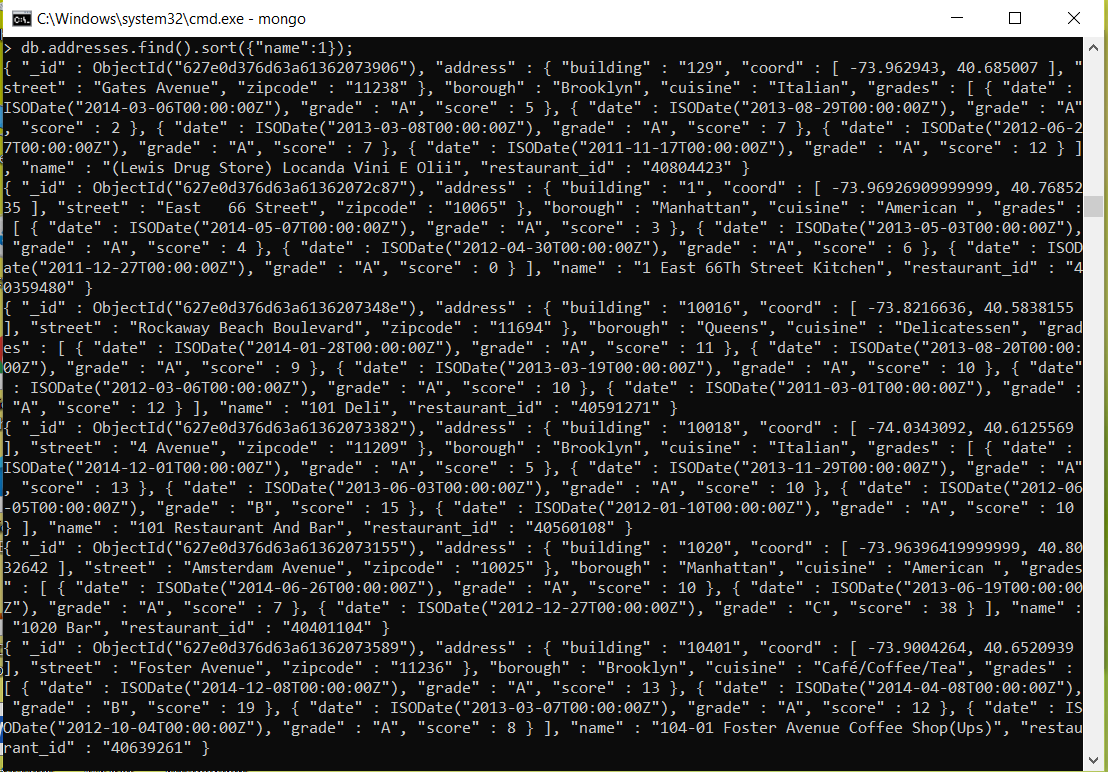 C:\Windows\system32\cmd.exe - mongo
> db.addresses.find().sort({"name":1});
{ "_id" : ObjectId("627e0d376d63a61362073906"), "address" : { "building" : "129", "coord" : [ -73.962943, 40.685007 ], "
street" : "Gates Avenue", "zipcode" : "11238" }, "borough" : "Brooklyn", "cuisine" : "Italian", "grades" : [ { "date" :
ISODate("2014-03-06T00:00:00Z"), "grade" : "A", "score" : 5 }, { "date" : ISODate("2013-08-29T00:00:00Z"), "grade" : "A"
, "score" : 2 }, { "date" : ISODate("2013-03-08T00:00:00Z"), "grade" : "A", "score" : 7 }, { "date" : ISODate("2012-06-2
7T00:00:00Z"), "grade" : "A", "score" : 7 }, { "date" : ISODate("2011-11-17T00:00:00Z"), "grade" : "A", "score" : 12 } ]
, "name" : "(Lewis Drug Store) Locanda Vini E Olii", "restaurant_id" : "40804423" }
{ "_id" : ObjectId("627e0d376d63a61362072c87"), "address" : { "building" : "1", "coord" : [ -73.96926909999999, 40.76852
35 ], "street" : "East   66 Street", "zipcode" : "10065" }, "borough" : "Manhattan", "cuisine" : "American ", "grades" :
[ { "date" : ISODate("2014-05-07T00:00:00Z"), "grade" : "A", "score" : 3 }, { "date" : ISODate("2013-05-03T00:00:00Z"),
"grade" : "A", "score" : 4 }, { "date" : ISODate("2012-04-30T00:00:00Z"), "grade" : "A", "score" : 6 }, { "date" : ISOD
ate("2011-12-27T00:00:00Z"), "grade" : "A", "score" : 0 } ], "name" : "1 East 66Th Street Kitchen", "restaurant_id" : "4
0359480" }
{ "_id" : ObjectId("627e0d376d63a6136207348e"), "address" : { "building" : "10016", "coord" : [ -73.8216636, 40.5838155
], "street" : "Rockaway Beach Boulevard", "zipcode" : "11694" }, "borough" : "Queens", "cuisine" : "Delicatessen", "grad
es" : [ { "date" : ISODate("2014-01-28T00:00:00Z"), "grade" : "A", "score" : 11 }, { "date" : ISODate("2013-08-20T00:00:
00Z"), "grade" : "A", "score" : 9 }, { "date" : ISODate("2013-03-19T00:00:00Z"), "grade" : "A", "score" : 10 }, { "date"
: ISODate("2012-03-06T00:00:00Z"), "grade" : "A", "score" : 10 }, { "date" : ISODate("2011-03-01T00:00:00Z"), "grade" :
"A", "score" : 12 } ], "name" : "101 Deli", "restaurant_id" : "40591271" }
{ "_id" : ObjectId("627e0d376d63a61362073382"), "address" : { "building" : "10018", "coord" : [ -74.0343092, 40.6125569
], "street" : "4 Avenue", "zipcode" : "11209" }, "borough" : "Brooklyn", "cuisine" : "Italian", "grades" : [ { "date" :
ISODate("2014-12-01T00:00:00Z"), "grade" : "A", "score" : 5 }, { "date" : ISODate("2013-11-29T00:00:00Z"), "grade" : "A"
, "score" : 13 }, { "date" : ISODate("2013-06-03T00:00:00Z"), "grade" : "A", "score" : 10 }, { "date" : ISODate("2012-06
-05T00:00:00Z"), "grade" : "B", "score" : 15 }, { "date" : ISODate("2012-01-10T00:00:00Z"), "grade" : "A", "score" : 10
} ], "name" : "101 Restaurant And Bar", "restaurant_id" : "40560108" }
{ "_id" : ObjectId("627e0d376d63a61362073155"), "address" : { "building" : "1020", "coord" : [ -73.96396419999999, 40.80
32642 ], "street" : "Amsterdam Avenue", "zipcode" : "10025" }, "borough" : "Manhattan", "cuisine" : "American ", "grades
" : [ { "date" : ISODate("2014-06-26T00:00:00Z"), "grade" : "A", "score" : 10 }, { "date" : ISODate("2013-06-19T00:00:00
Z"), "grade" : "A", "score" : 7 }, { "date" : ISODate("2012-12-27T00:00:00Z"), "grade" : "C", "score" : 38 } ], "name" :
"1020 Bar", "restaurant_id" : "40401104" }
{ "_id" : ObjectId("627e0d376d63a61362073589"), "address" : { "building" : "10401", "coord" : [ -73.9004264, 40.6520939
], "street" : "Foster Avenue", "zipcode" : "11236" }, "borough" : "Brooklyn", "cuisine" : "Café/Coffee/Tea", "grades" :
[ { "date" : ISODate("2014-12-08T00:00:00Z"), "grade" : "A", "score" : 13 }, { "date" : ISODate("2014-04-08T00:00:00Z"),
"grade" : "B", "score" : 19 }, { "date" : ISODate("2013-03-07T00:00:00Z"), "grade" : "A", "score" : 12 }, { "date" : IS
ODate("2012-10-04T00:00:00Z"), "grade" : "A", "score" : 8 } ], "name" : "104-01 Foster Avenue Coffee Shop(Ups)", "restau
rant_id" : "40639261" }